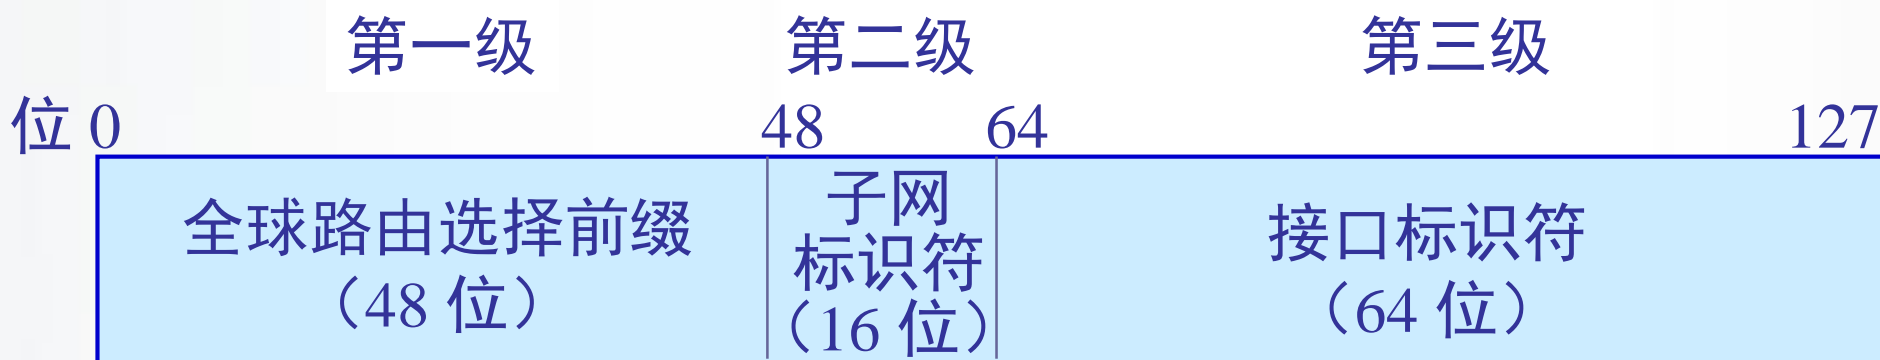 第一级 第二级 第三级
位 0 48 64 127
全球路由选择前缀
（48 位）
子网
标识符
（16 位）
接口标识符
（64 位）